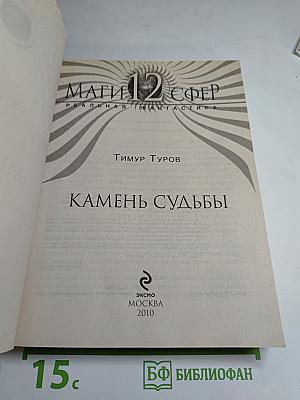 МАГИ 12 СФЕР
РЕАЛЬНАЯ ФАНТАСТИКА
ТИМУР ТУРОВ
КАМЕНЬ СУДЬБЫ
ЭКСМО
МОСКВА
2010
15с
БФ БИБЛИОФАН